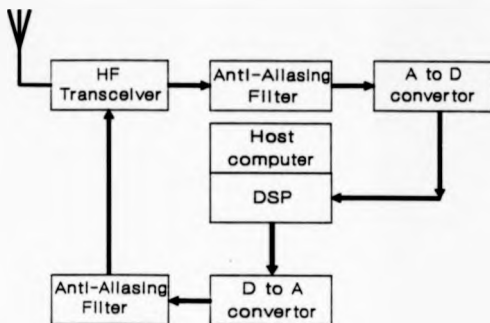 HF
Transceiver
Anti-Aliasing
Filter
A to D
convertor
Host
computer
DSP
Anti-Aliasing
Filter
D to A
convertor